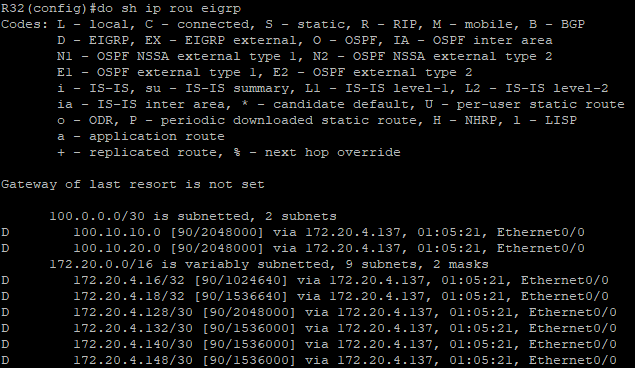 R32(config)#do sh ip rou eigrp
Codes: L - local, C - connected, S - static, R - RIP, M - mobile, B - BGP
D - EIGRP, EX - EIGRP external, O - OSPF, IA - OSPF inter area
N1 - OSPF NSSA external type 1, N2 - OSPF NSSA external type 2
E1 - OSPF external type 1, E2 - OSPF external type 2
i - IS-IS, su - IS-IS summary, L1 - IS-IS level-1, L2 - IS-IS level-2
ia - IS-IS inter area, * - candidate default, U - per-user static route
o - ODR, P - periodic downloaded static route, H - NHRP, l - LISP
a - application route
+ - replicated route, % - next hop override
Gateway of last resort is not set
100.0.0.0/30 is subnetted, 2 subnets
D 100.10.10.0 [90/2048000] via 172.20.4.137, 01:05:21, Ethernet0/0
D 100.10.20.0 [90/2048000] via 172.20.4.137, 01:05:21, Ethernet0/0
172.20.0.0/16 is variably subnetted, 9 subnets, 2 masks
D 172.20.4.16/32 [90/1024640] via 172.20.4.137, 01:05:21, Ethernet0/0
D 172.20.4.18/32 [90/1536640] via 172.20.4.137, 01:05:21, Ethernet0/0
D 172.20.4.128/30 [90/2048000] via 172.20.4.137, 01:05:21, Ethernet0/0
D 172.20.4.132/30 [90/1536000] via 172.20.4.137, 01:05:21, Ethernet0/0
D 172.20.4.140/30 [90/1536000] via 172.20.4.137, 01:05:21, Ethernet0/0
D 172.20.4.148/30 [90/1536000] via 172.20.4.137, 01:05:21, Ethernet0/0